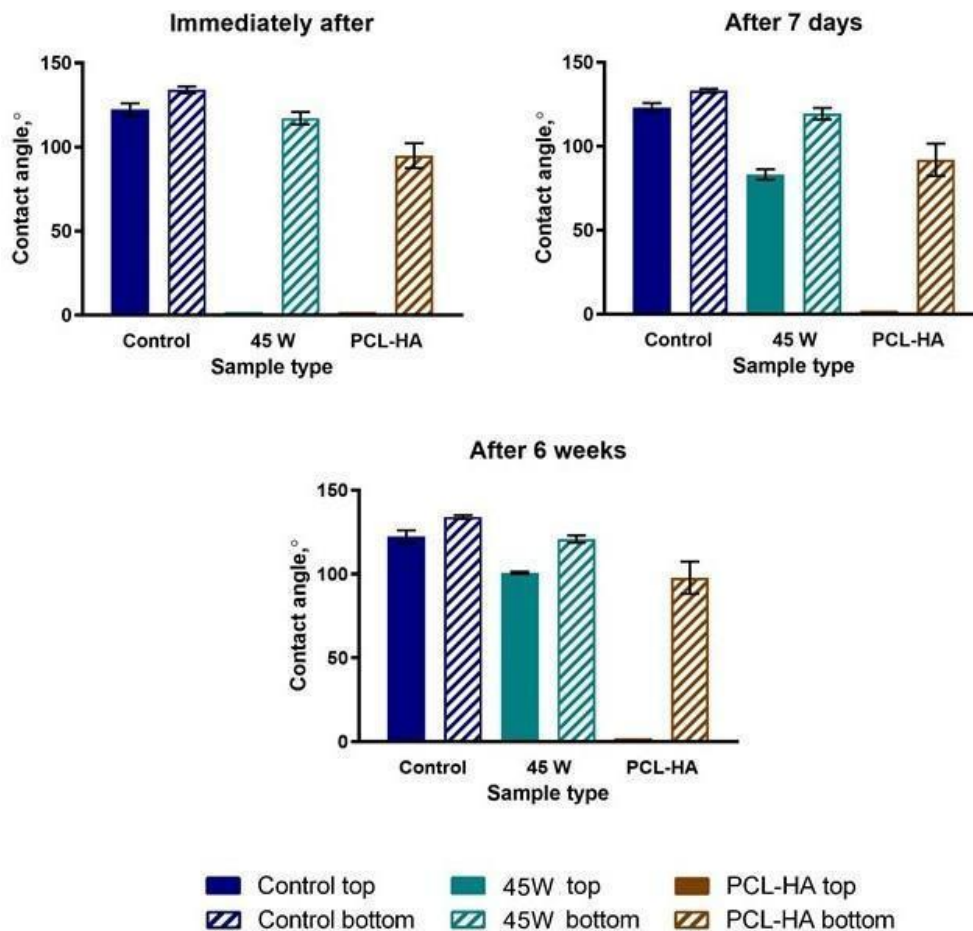 Immediately after
150
100
50
0
Contact angle,°
Control 45 W PCL-HA
Sample type
After 7 days
150
100
50
0
Contact angle,°
Control 45 W PCL-HA
Sample type
After 6 weeks
150
100
50
0
Contact angle,°
Control 45 W PCL-HA
Sample type
Control top 45W top PCL-HA top
Control bottom 45W bottom PCL-HA bottom